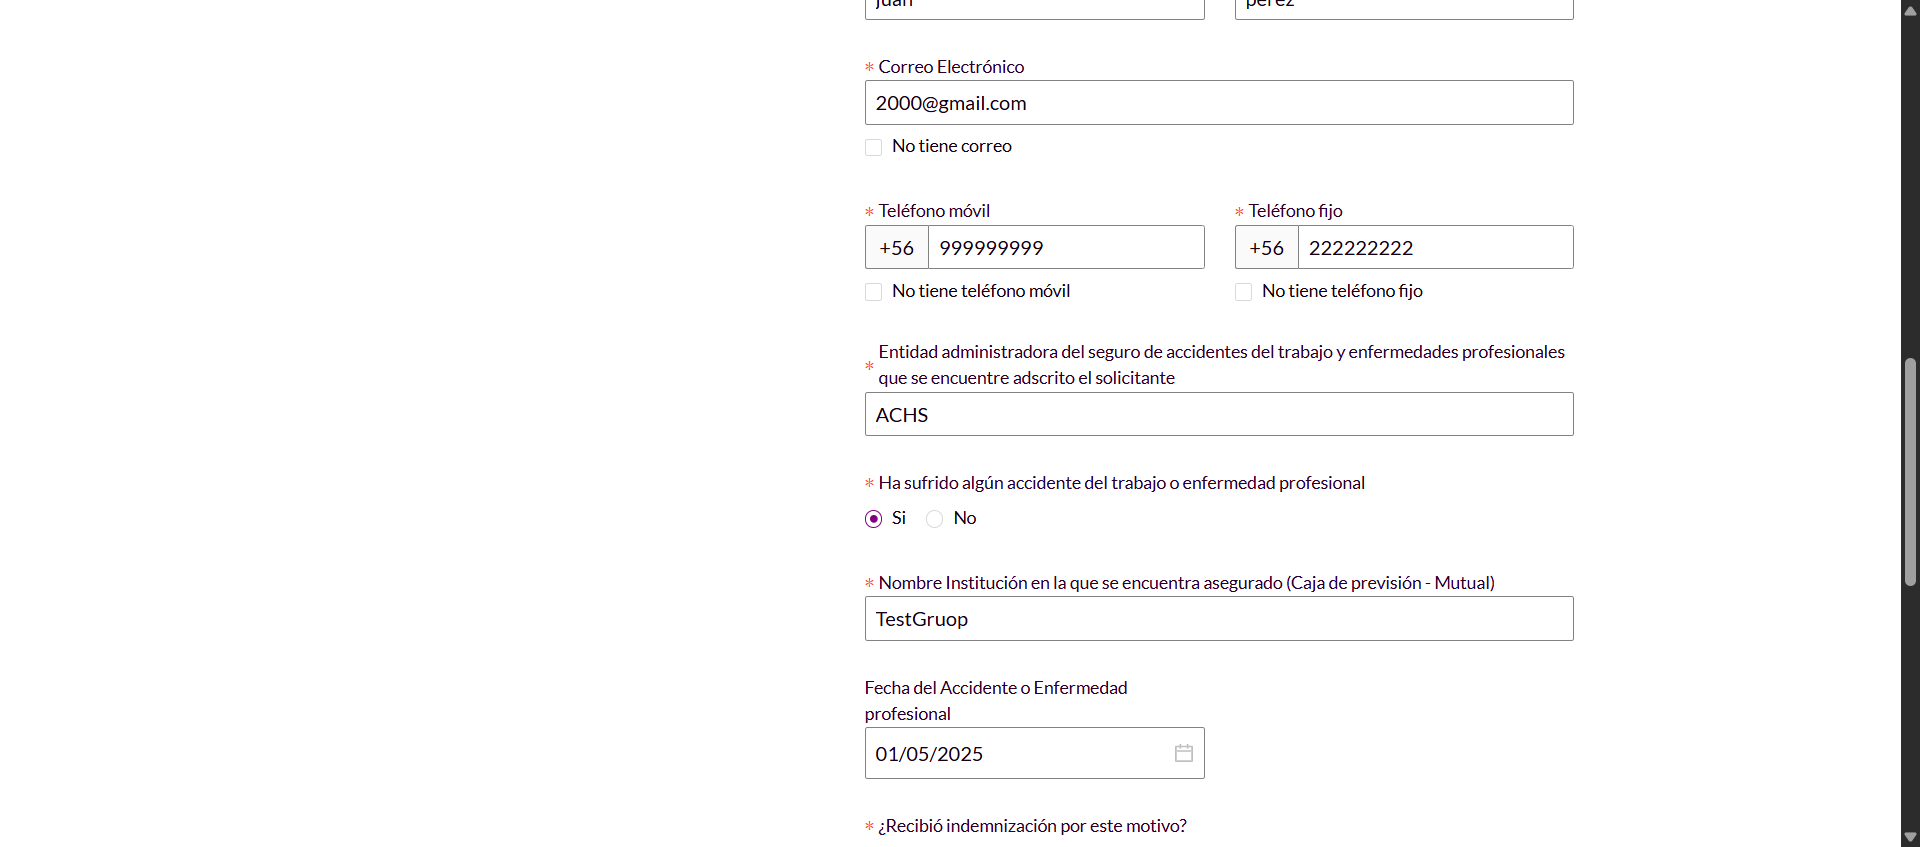 juan perez
* Correo Electrónico
2000@gmail.com
No tiene correo
* Teléfono móvil * Teléfono fijo
+56 999999999 +56 222222222
No tiene teléfono móvil No tiene teléfono fijo
* Entidad administradora del seguro de accidentes del trabajo y enfermedades profesionales
que se encuentre adscrito el solicitante
ACHS
* Ha sufrido algún accidente del trabajo o enfermedad profesional
Si No
* Nombre Institución en la que se encuentra asegurado (Caja de previsión - Mutual)
TestGruop
Fecha del Accidente o Enfermedad
profesional
01/05/2025
* ¿Recibió indemnización por este motivo?